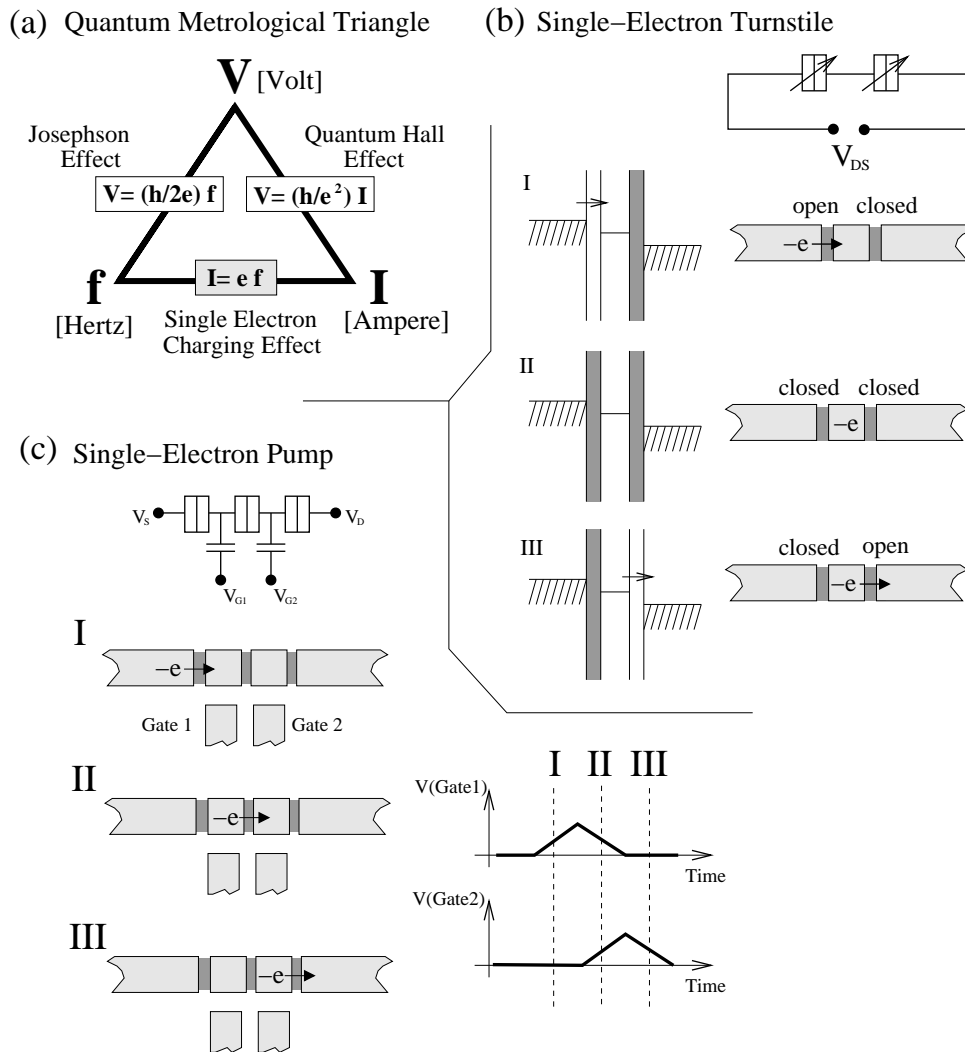 (a) Quantum Metrological Triangle
V [Volt]
Josephson
Effect
Quantum Hall
Effect
V= (h/2e) f
V= (h/e²) I
I= e f
f
[Hertz]
I
[Ampere]
Single Electron
Charging Effect
(b) Single−Electron Turnstile
V_DS
I
open closed
−e
II
closed closed
−e
III
closed open
−e
(c) Single−Electron Pump
V_S
V_D
V_G1
V_G2
I
−e
Gate 1
Gate 2
II
−e
III
−e
I II III
V(Gate1)
Time
V(Gate2)
Time